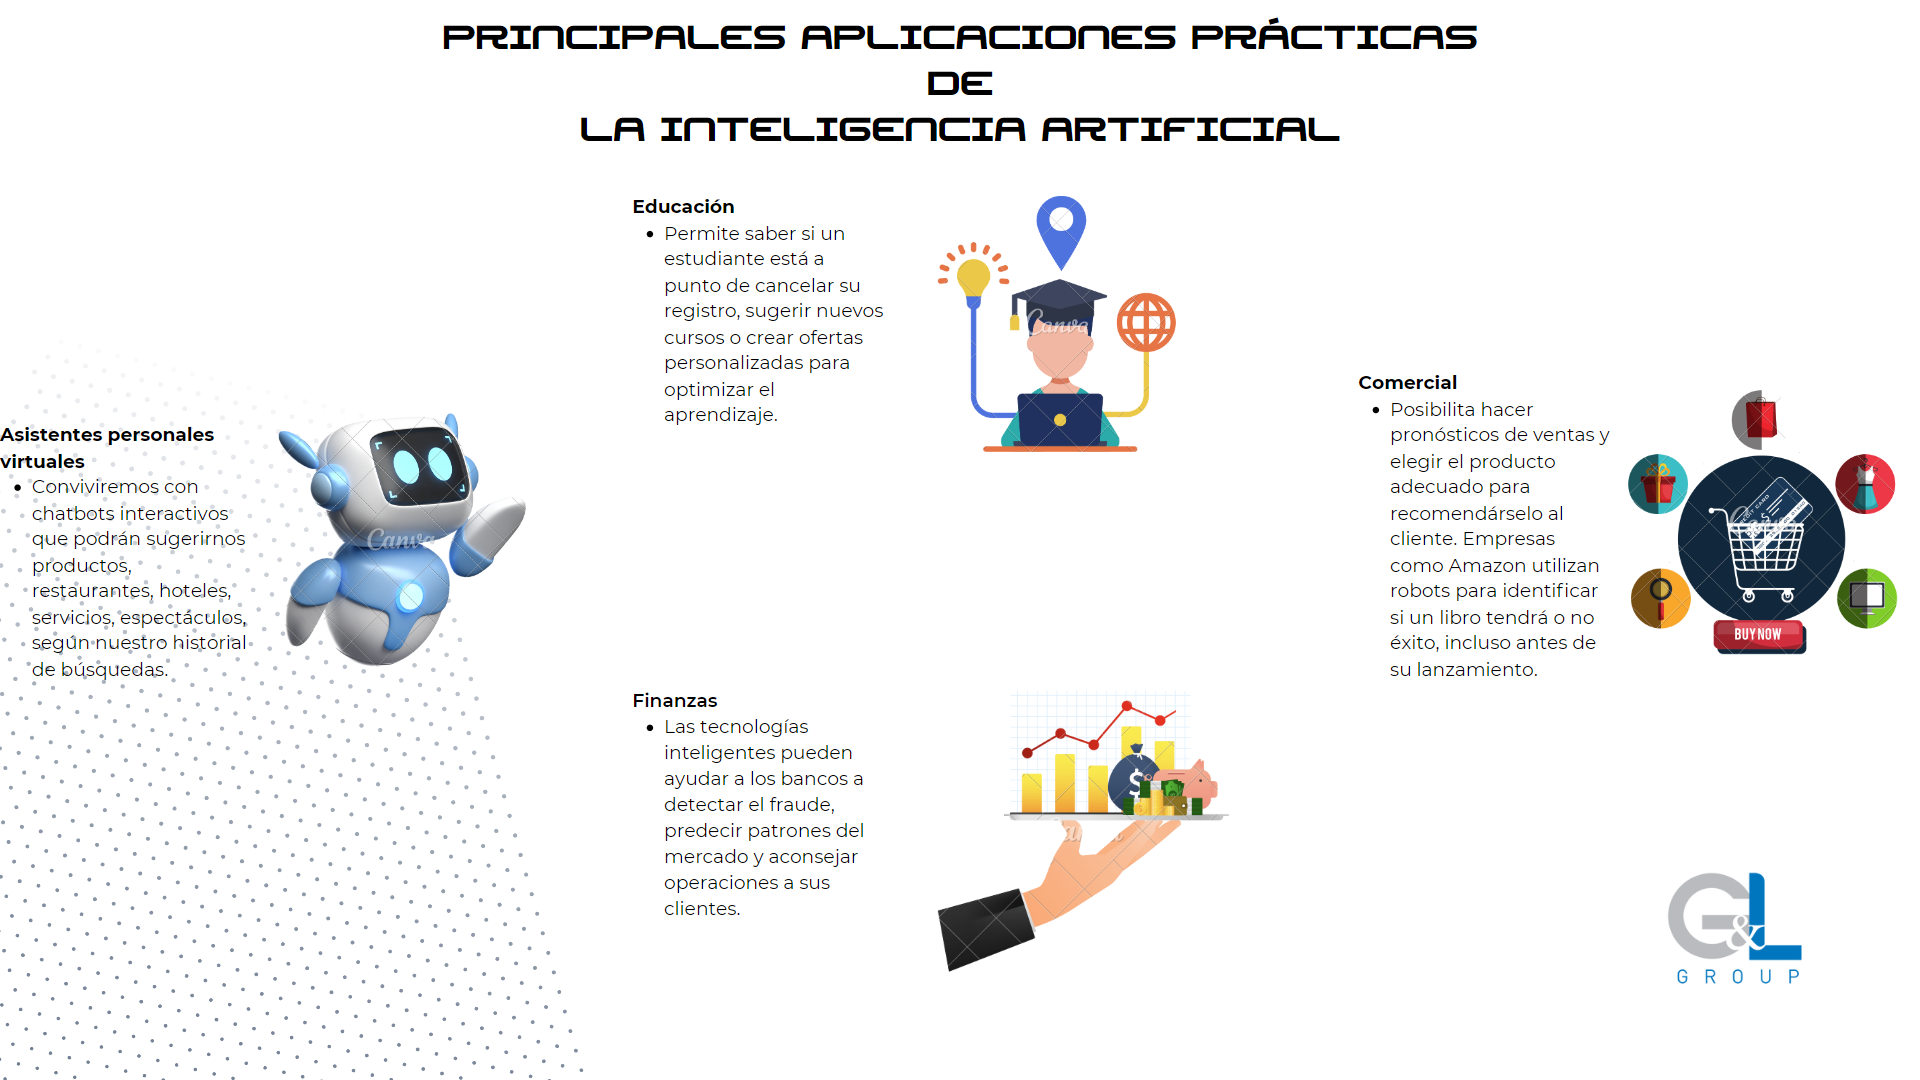 PRINCIPALES APLICACIONES PRÁCTICAS
DE
LA INTELIGENCIA ARTIFICIAL
Asistentes personales
virtuales
• Conviviremos con
chatbots interactivos
que podrán sugerirnos
productos,
restaurantes, hoteles,
servicios, espectáculos,
según nuestro historial
de búsquedas.
Canva
Educación
• Permite saber si un
estudiante está a
punto de cancelar su
registro, sugerir nuevos
cursos o crear ofertas
personalizadas para
optimizar el
aprendizaje.
Canva
Finanzas
• Las tecnologías
inteligentes pueden
ayudar a los bancos a
detectar el fraude,
predecir patrones del
mercado y aconsejar
operaciones a sus
clientes.
$
Comercial
• Posibilita hacer
pronósticos de ventas y
elegir el producto
adecuado para
recomendárselo al
cliente. Empresas
como Amazon utilizan
robots para identificar
si un libro tendrá o no
éxito, incluso antes de
su lanzamiento.
CREDIT CARD
BUY NOW
G&L
GROUP